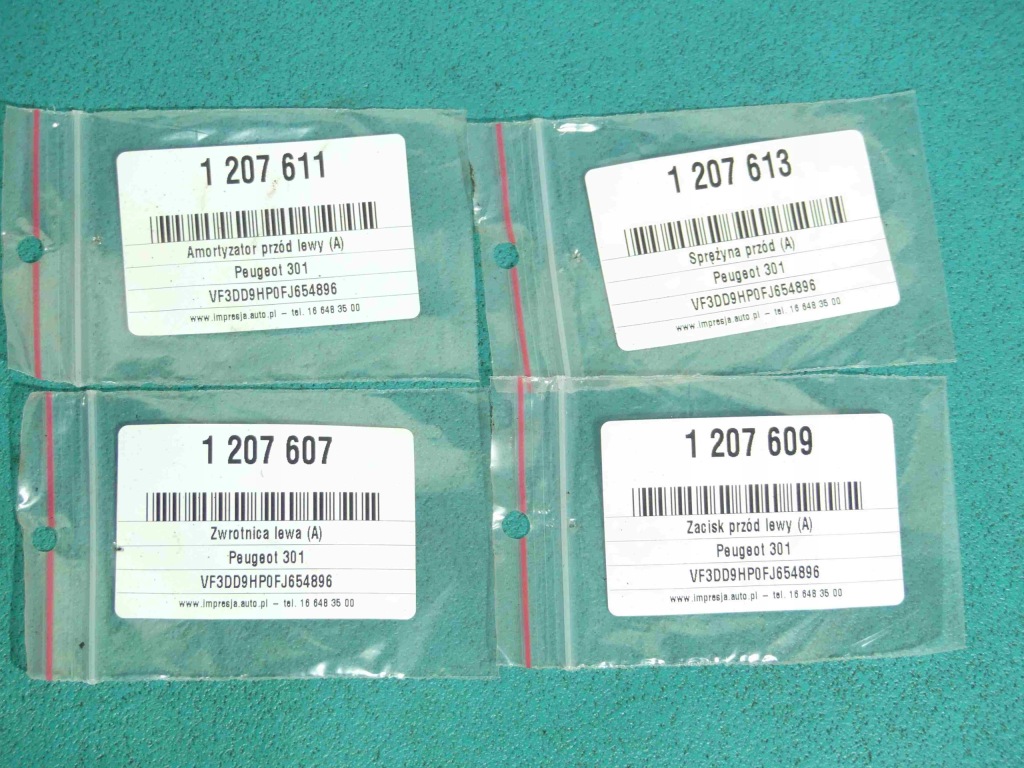 1 207 611
Amortyzator przód lewy (A)
Peugeot 301
VF3DD9HP0FJ654896
www.impresja.auto.pl – tel. 16 648 35 00
1 207 613
Sprężyna przód (A)
Peugeot 301
VF3DD9HP0FJ654896
www.impresja.auto.pl – tel. 16 648 35 00
1 207 607
Zwrotnica lewa (A)
Peugeot 301
VF3DD9HP0FJ654896
www.impresja.auto.pl – tel. 16 648 35 00
1 207 609
Zacisk przód lewy (A)
Peugeot 301
VF3DD9HP0FJ654896
www.impresja.auto.pl – tel. 16 648 35 00